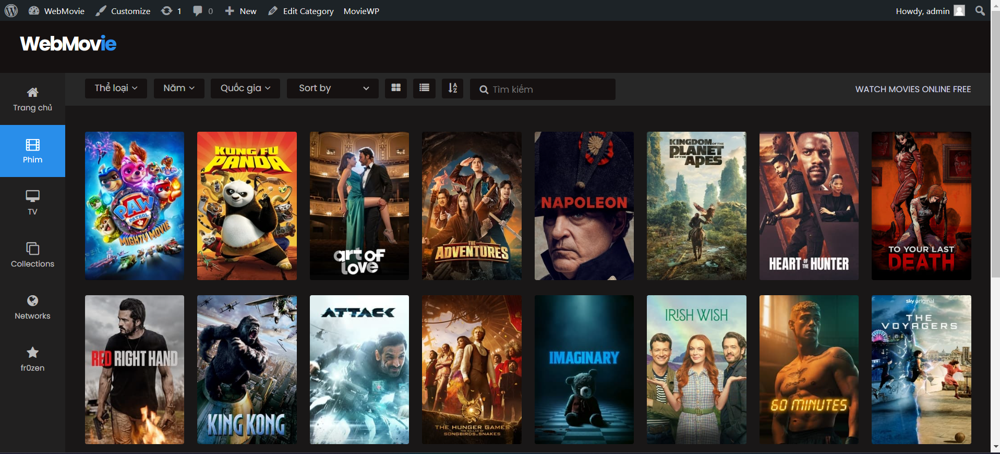 WebMovie
Customize
1
0
New
Edit Category
MovieWP
Howdy, admin
WebMovie
Thể loại
Năm
Quốc gia
Sort by
A
Z
Tìm kiếm
WATCH MOVIES ONLINE FREE
Trang chủ
Phim
TV
Collections
Networks
fr0zen
PAW
PATROL
THE
MIGHTY MOVIE
KUNG FU
PANDA
art OF
LOVE
THE
ADVENTURES
NAPOLEON
KINGDOM OF THE
PLANET
OF THE
APES
HEART OF THE HUNTER
TO YOUR LAST
DEATH
RED RIGHT HAND
KING KONG
ATTACK
THE HUNGER GAMES
THE BALLAD OF
SONGBIRDS & SNAKES
IMAGINARY
IRISH WISH
60 MINUTES
sky original
THE
VOYAGERS